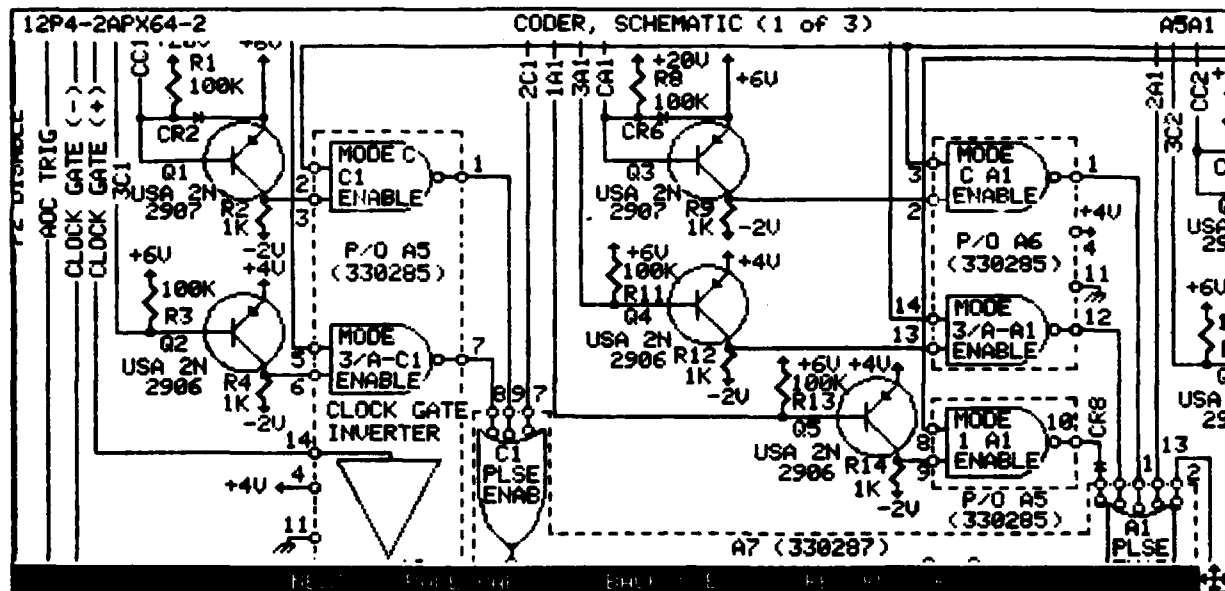 12P4-2APX64-2
CODER, SCHEMATIC (1 of 3)
A5A1
AOC TRIG
CLOCK GATE (-)
CLOCK GATE (+)
3C1
CC1
+20V
R1
100K
+6V
CR2
Q1
USA 2N
2907
R2
1K
-2V
2
3
MODE C
C1
ENABLE
1
P/O A5
(330285)
+6V
100K
R3
Q2
USA 2N
2906
+4V
R4
1K
-2V
5
6
MODE
3/A-C1
ENABLE
7
CLOCK GATE
INVERTER
14
+4V
4
11
8
9
7
C1
PLSE
ENAB
2C1
1A1
3A1
CA1
+20V
R8
100K
+6V
CR6
Q3
USA 2N
2907
R9
1K
-2V
3
2
MODE
C A1
ENABLE
1
+4V
4
P/O A6
(330285)
11
+6V
100K
R11
Q4
USA 2N
2906
+4V
R12
1K
-2V
14
13
MODE
3/A-A1
ENABLE
12
+6V
100K
R13
+4V
Q5
USA 2N
2906
R14
1K
-2V
8
9
MODE
1 A1
ENABLE
10
CR8
P/O A5
(330285)
A7 (330287)
1
13
2
A1
PLSE
2A1
3C2
CC2
+6V
USA